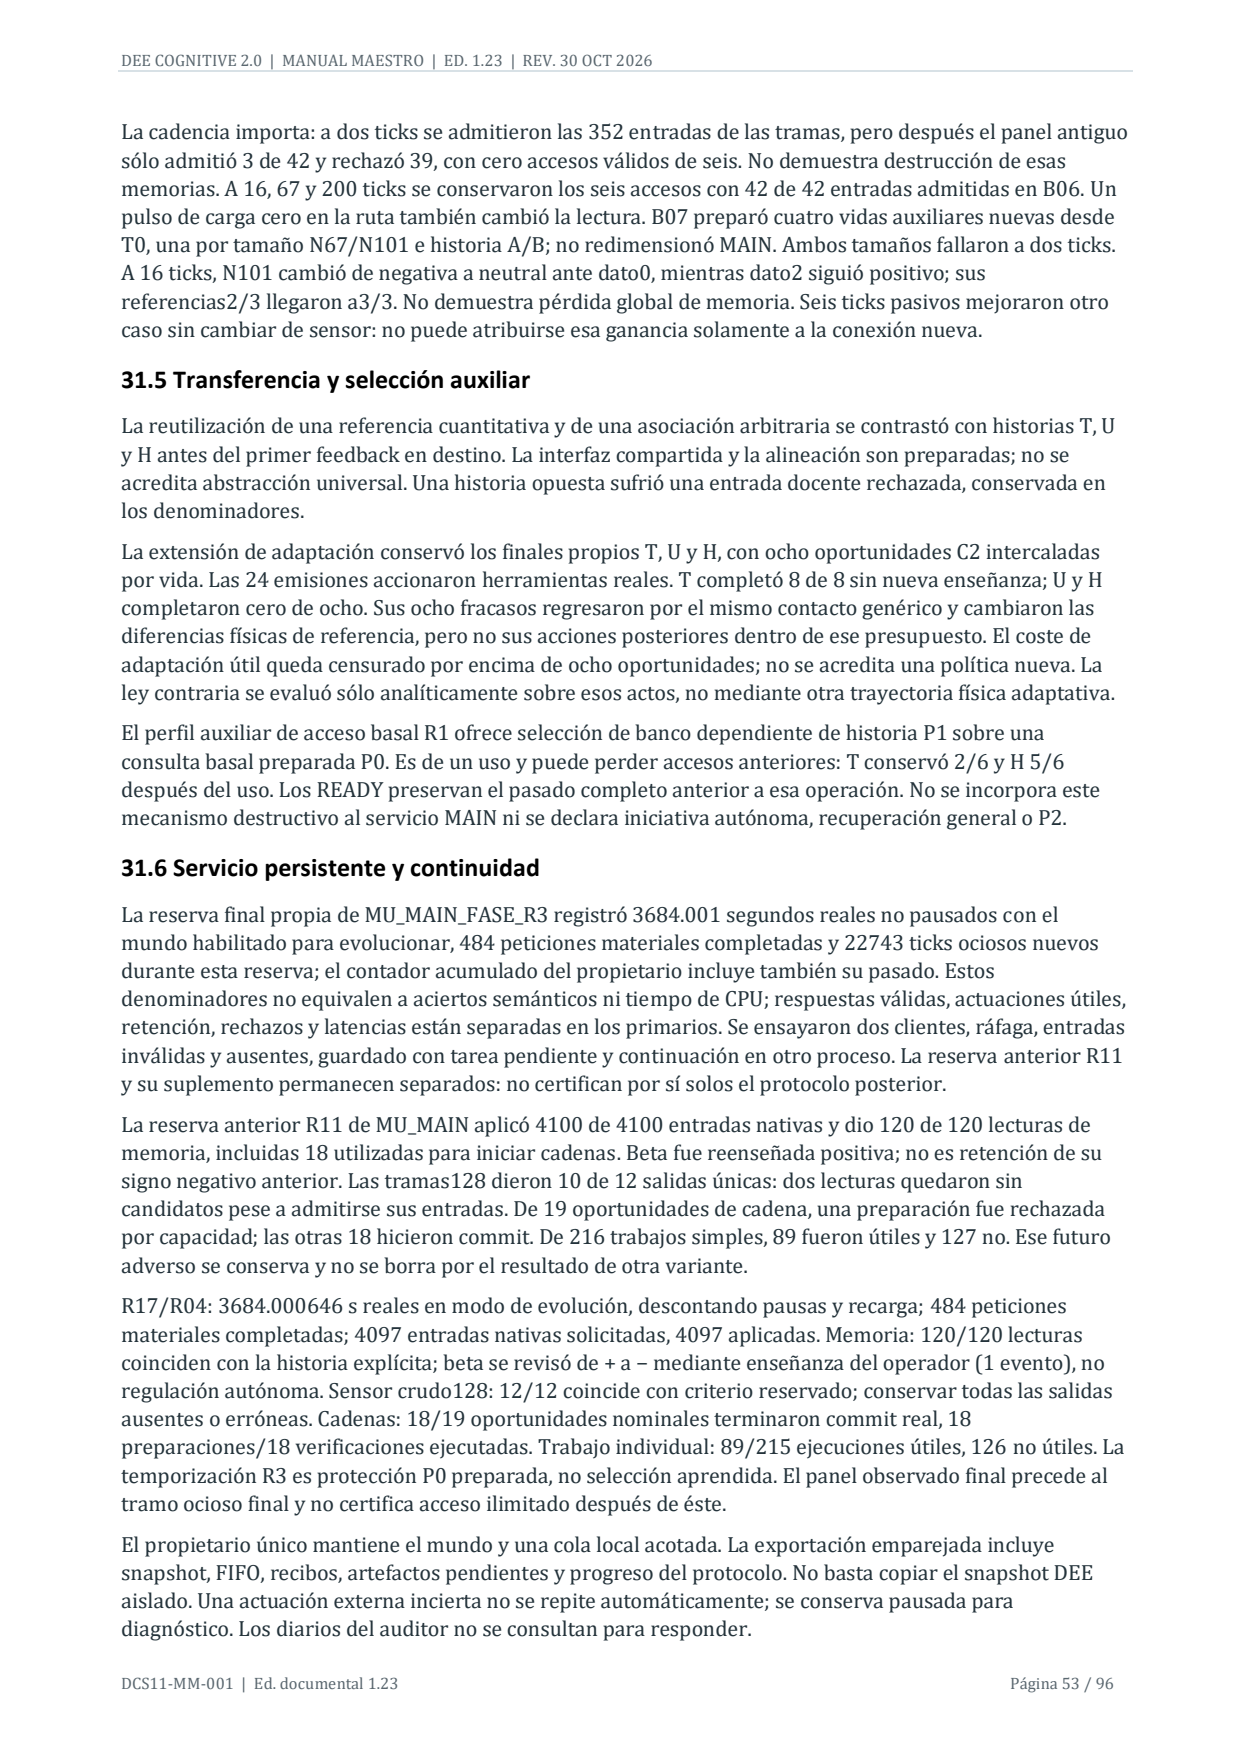 DEE COGNITIVE 2.0 | MANUAL MAESTRO | ED. 1.23 | REV. 30 OCT 2026
La cadencia importa: a dos ticks se admitieron las 352 entradas de las tramas, pero después el panel antiguo
sólo admitió 3 de 42 y rechazó 39, con cero accesos válidos de seis. No demuestra destrucción de esas
memorias. A 16, 67 y 200 ticks se conservaron los seis accesos con 42 de 42 entradas admitidas en B06. Un
pulso de carga cero en la ruta también cambió la lectura. B07 preparó cuatro vidas auxiliares nuevas desde
T0, una por tamaño N67/N101 e historia A/B; no redimensionó MAIN. Ambos tamaños fallaron a dos ticks.
A 16 ticks, N101 cambió de negativa a neutral ante dato0, mientras dato2 siguió positivo; sus
referencias2/3 llegaron a3/3. No demuestra pérdida global de memoria. Seis ticks pasivos mejoraron otro
caso sin cambiar de sensor: no puede atribuirse esa ganancia solamente a la conexión nueva.
31.5 Transferencia y selección auxiliar
La reutilización de una referencia cuantitativa y de una asociación arbitraria se contrastó con historias T, U
y H antes del primer feedback en destino. La interfaz compartida y la alineación son preparadas; no se
acredita abstracción universal. Una historia opuesta sufrió una entrada docente rechazada, conservada en
los denominadores.
La extensión de adaptación conservó los finales propios T, U y H, con ocho oportunidades C2 intercaladas
por vida. Las 24 emisiones accionaron herramientas reales. T completó 8 de 8 sin nueva enseñanza; U y H
completaron cero de ocho. Sus ocho fracasos regresaron por el mismo contacto genérico y cambiaron las
diferencias físicas de referencia, pero no sus acciones posteriores dentro de ese presupuesto. El coste de
adaptación útil queda censurado por encima de ocho oportunidades; no se acredita una política nueva. La
ley contraria se evaluó sólo analíticamente sobre esos actos, no mediante otra trayectoria física adaptativa.
El perfil auxiliar de acceso basal R1 ofrece selección de banco dependiente de historia P1 sobre una
consulta basal preparada P0. Es de un uso y puede perder accesos anteriores: T conservó 2/6 y H 5/6
después del uso. Los READY preservan el pasado completo anterior a esa operación. No se incorpora este
mecanismo destructivo al servicio MAIN ni se declara iniciativa autónoma, recuperación general o P2.
31.6 Servicio persistente y continuidad
La reserva final propia de MU_MAIN_FASE_R3 registró 3684.001 segundos reales no pausados con el
mundo habilitado para evolucionar, 484 peticiones materiales completadas y 22743 ticks ociosos nuevos
durante esta reserva; el contador acumulado del propietario incluye también su pasado. Estos
denominadores no equivalen a aciertos semánticos ni tiempo de CPU; respuestas válidas, actuaciones útiles,
retención, rechazos y latencias están separadas en los primarios. Se ensayaron dos clientes, ráfaga, entradas
inválidas y ausentes, guardado con tarea pendiente y continuación en otro proceso. La reserva anterior R11
y su suplemento permanecen separados: no certifican por sí solos el protocolo posterior.
La reserva anterior R11 de MU_MAIN aplicó 4100 de 4100 entradas nativas y dio 120 de 120 lecturas de
memoria, incluidas 18 utilizadas para iniciar cadenas. Beta fue reenseñada positiva; no es retención de su
signo negativo anterior. Las tramas128 dieron 10 de 12 salidas únicas: dos lecturas quedaron sin
candidatos pese a admitirse sus entradas. De 19 oportunidades de cadena, una preparación fue rechazada
por capacidad; las otras 18 hicieron commit. De 216 trabajos simples, 89 fueron útiles y 127 no. Ese futuro
adverso se conserva y no se borra por el resultado de otra variante.
R17/R04: 3684.000646 s reales en modo de evolución, descontando pausas y recarga; 484 peticiones
materiales completadas; 4097 entradas nativas solicitadas, 4097 aplicadas. Memoria: 120/120 lecturas
coinciden con la historia explícita; beta se revisó de + a − mediante enseñanza del operador (1 evento), no
regulación autónoma. Sensor crudo128: 12/12 coincide con criterio reservado; conservar todas las salidas
ausentes o erróneas. Cadenas: 18/19 oportunidades nominales terminaron commit real, 18
preparaciones/18 verificaciones ejecutadas. Trabajo individual: 89/215 ejecuciones útiles, 126 no útiles. La
temporización R3 es protección P0 preparada, no selección aprendida. El panel observado final precede al
tramo ocioso final y no certifica acceso ilimitado después de éste.
El propietario único mantiene el mundo y una cola local acotada. La exportación emparejada incluye
snapshot, FIFO, recibos, artefactos pendientes y progreso del protocolo. No basta copiar el snapshot DEE
aislado. Una actuación externa incierta no se repite automáticamente; se conserva pausada para
diagnóstico. Los diarios del auditor no se consultan para responder.
DCS11-MM-001 | Ed. documental 1.23
Página 53 / 96